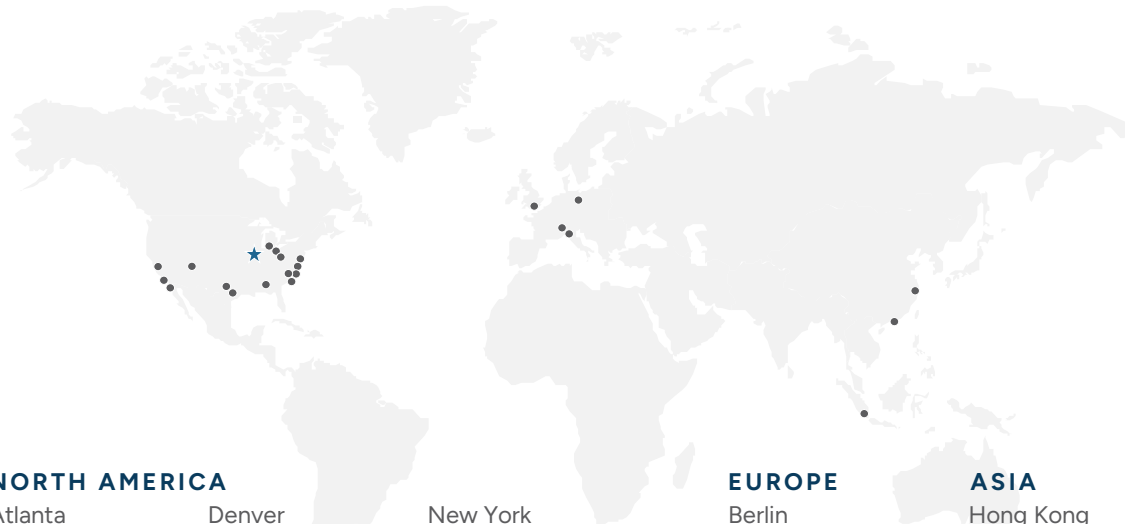 NORTH AMERICA EUROPE ASIA
Atlanta Denver New York Berlin Hong Kong